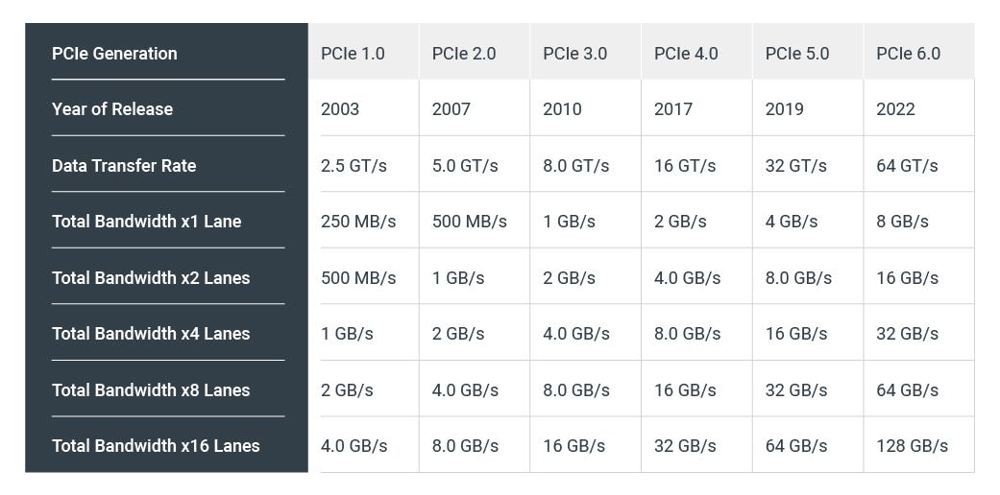 PCIe Generation PCIe 1.0 PCIe 2.0 PCIe 3.0 PCIe 4.0 PCIe 5.0 PCIe 6.0
Year of Release 2003 2007 2010 2017 2019 2022
Data Transfer Rate 2.5 GT/s 5.0 GT/s 8.0 GT/s 16 GT/s 32 GT/s 64 GT/s
Total Bandwidth x1 Lane 250 MB/s 500 MB/s 1 GB/s 2 GB/s 4 GB/s 8 GB/s
Total Bandwidth x2 Lanes 500 MB/s 1 GB/s 2 GB/s 4.0 GB/s 8.0 GB/s 16 GB/s
Total Bandwidth x4 Lanes 1 GB/s 2 GB/s 4.0 GB/s 8.0 GB/s 16 GB/s 32 GB/s
Total Bandwidth x8 Lanes 2 GB/s 4.0 GB/s 8.0 GB/s 16 GB/s 32 GB/s 64 GB/s
Total Bandwidth x16 Lanes 4.0 GB/s 8.0 GB/s 16 GB/s 32 GB/s 64 GB/s 128 GB/s